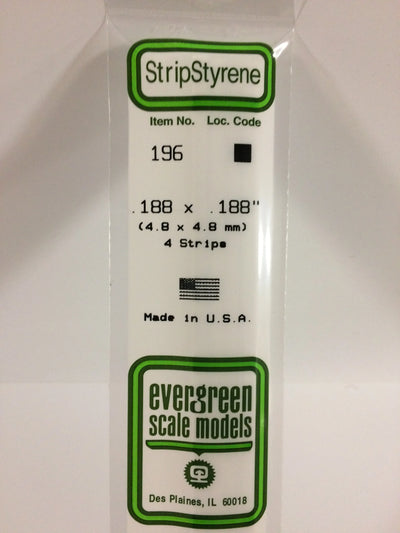 StripStyrene
Item No. Loc. Code
196
.188 x .188"
(4.8 x 4.8 mm)
4 Strips
Made in U.S.A.
evergreen
scale models
Des Plaines, IL 60018